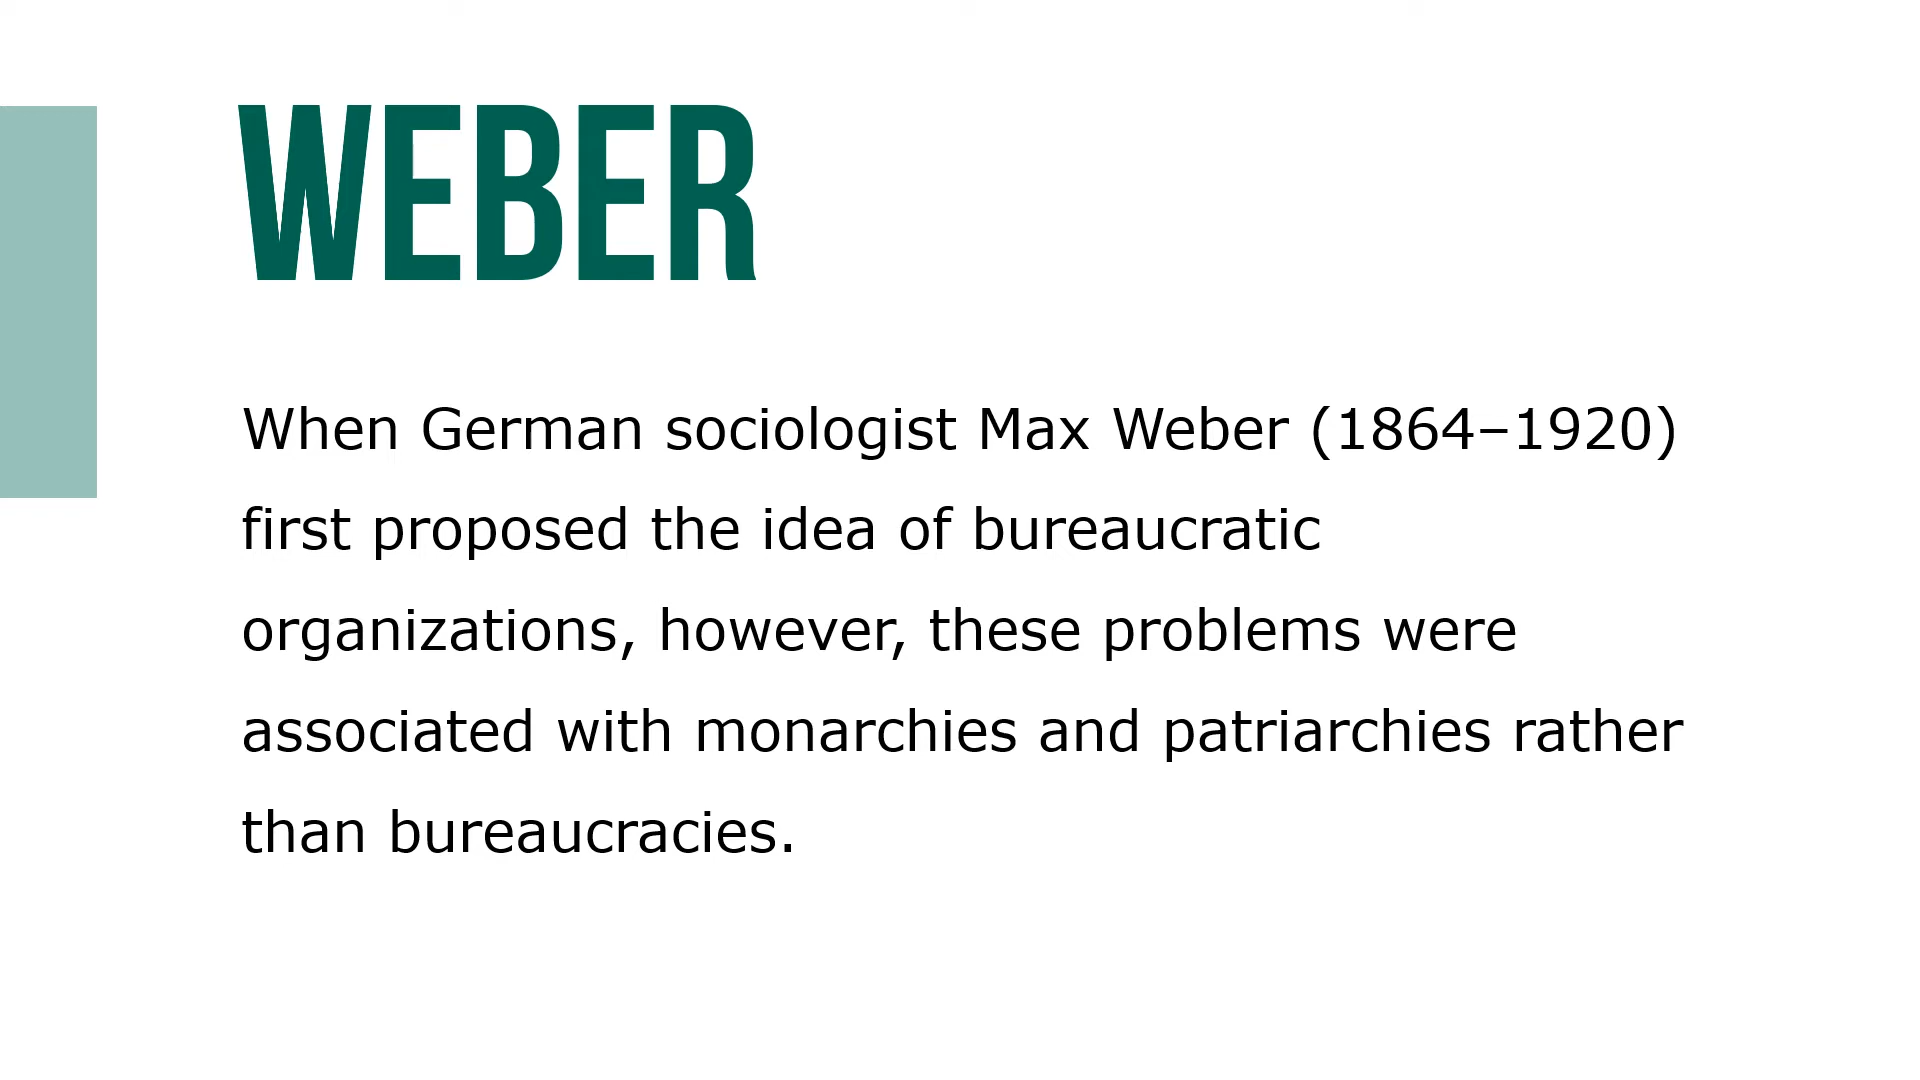 WEBER
When German sociologist Max Weber (1864–1920)
first proposed the idea of bureaucratic
organizations, however, these problems were
associated with monarchies and patriarchies rather
than bureaucracies.